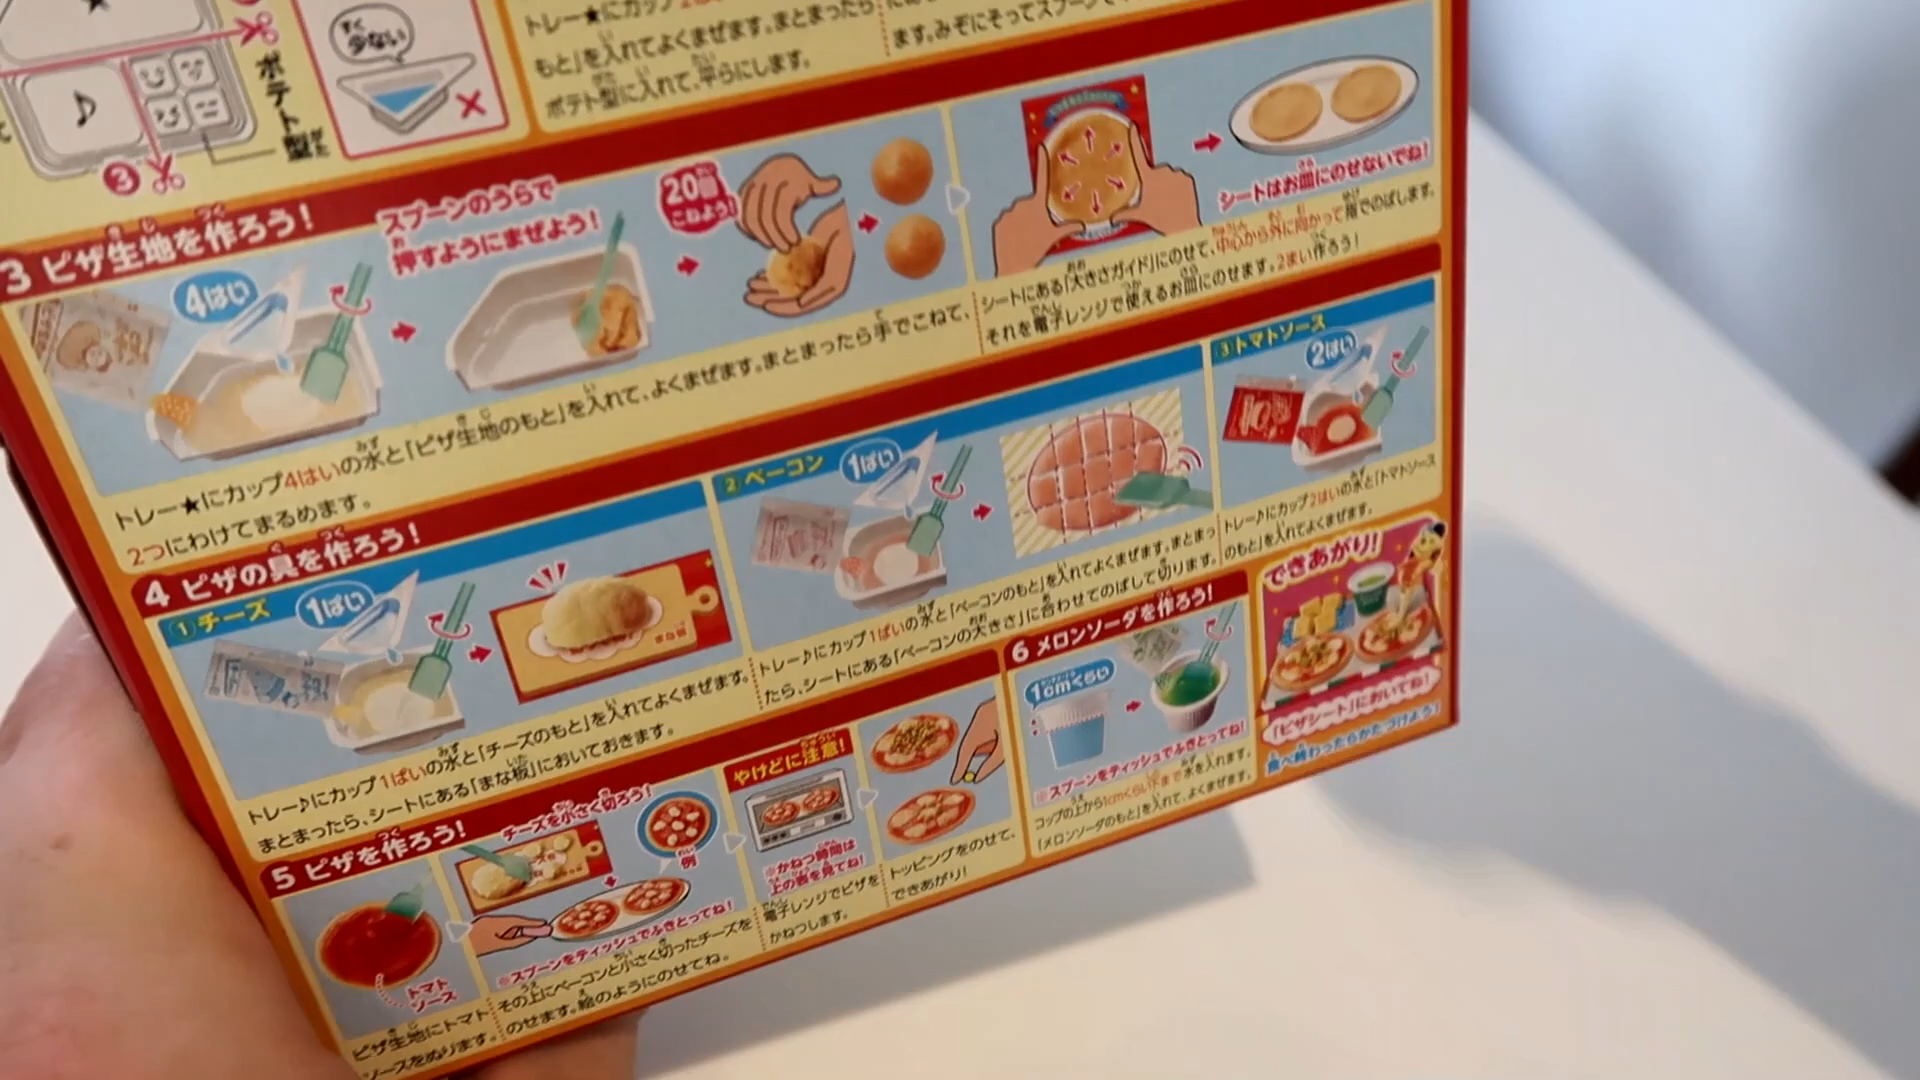 すく
少ない
ポテト型
♪
3
★
トレー★にカップ
もと」を入れてよくまぜます。まとまったら
ポテト型に入れて、平らにします。
ます。みぞにそってスプーンで
3 ピザ生地を作ろう!
4はい
スプーンのうらで
押すようにまぜよう!
20回
こねよう!
シートはお皿にのせないでね!
トレー★にカップ4はいの水と「ピザ生地のもと」を入れて、よくまぜます。まとまったら手でこねて、
2つにわけてまるめます。
シートにある「大きさガイド」にのせて、中心から外に向かって指でのばします。
それを電子レンジで使えるお皿にのせます。2まい作ろう!
4 ピザの具を作ろう!
①チーズ
1ぱい
まな板
トレー♪にカップ1ぱいの水と「チーズのもと」を入れてよくまぜます。
まとまったら、シートにある「まな板」においておきます。
②ベーコン
1ぱい
トレー♪にカップ1ぱいの水と「ベーコンのもと」を入れてよくまぜます。まとまっ
たら、シートにある「ベーコンの大きさ」に合わせてのばして切ります。
③トマトソース
2はい
トレー♪にカップ2はいの水と「トマトソース
のもと」を入れてよくまぜます。
5 ピザを作ろう!
トマト
ソース
ピザ生地にトマト
ソースをぬります。
チーズを小さく切ろう!
例
※スプーンをティッシュでふきとってね!
その上にベーコンと小さく切ったチーズを
のせます。絵のようにのせてね。
やけどに注意!
※かねつ時間は
上の表を見てね!
電子レンジでピザを
かねつします。
トッピングをのせて、
できあがり!
6 メロンソーダを作ろう!
1cmくらい
※スプーンをティッシュでふきとってね!
コップの上から1cmくらい下まで水を入れます。
「メロンソーダのもと」を入れて、よくまぜます。
できあがり!
「ピザシート」においてね!
食べ終わったらかたづけよう!